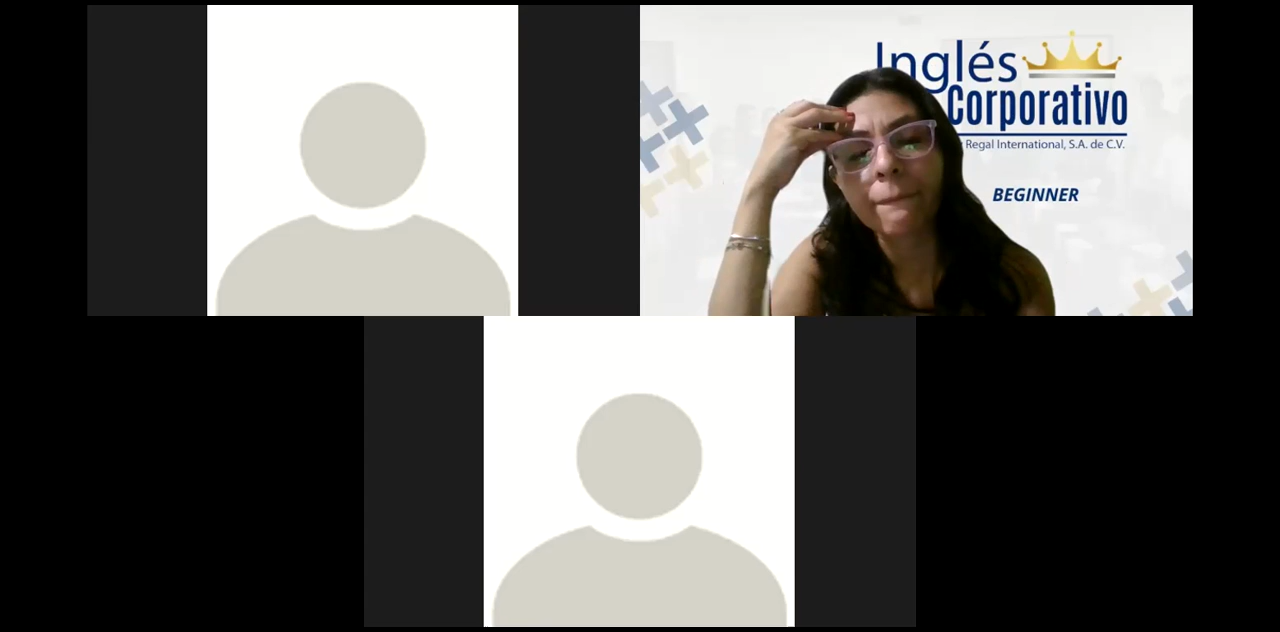 Inglés
Corporativo
Regal International, S.A. de C.V.
BEGINNER